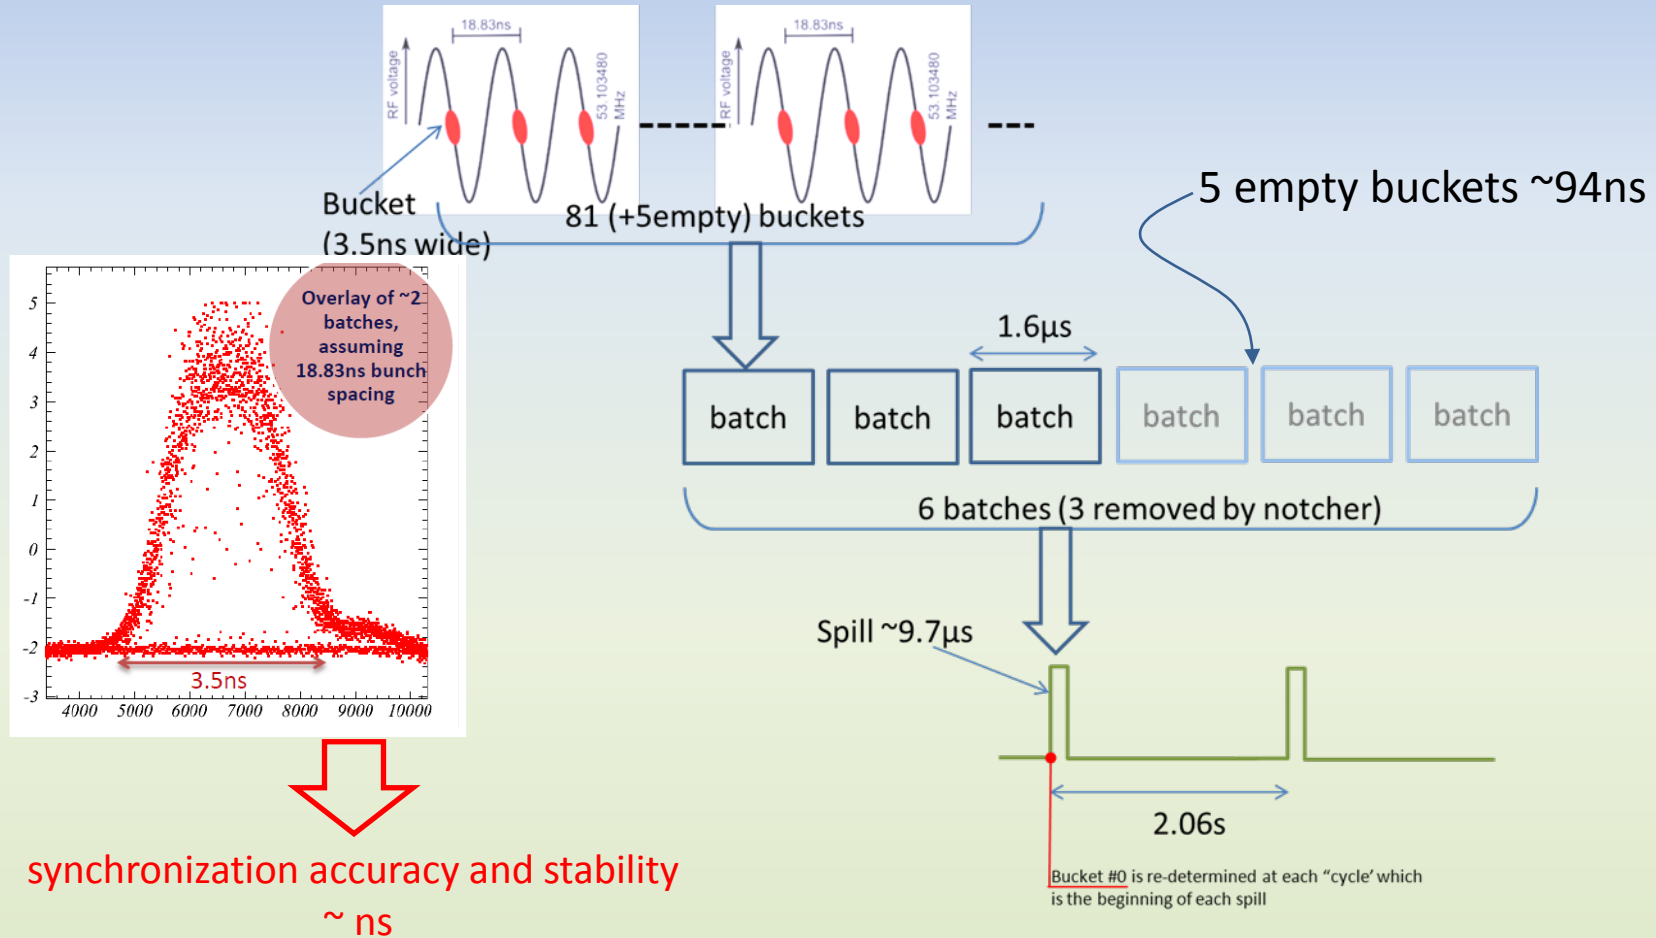 18.83ns
RF voltage
53.103480
MHz
18.83ns
RF voltage
53.103480
MHz
Bucket
(3.5ns wide)
81 (+5empty) buckets
5 empty buckets ~94ns
Overlay of ~2
batches,
assuming
18.83ns bunch
spacing
5
4
3
2
1
0
-1
-2
-3
3.5ns
4000 5000 6000 7000 8000 9000 10000
1.6µs
batch batch batch batch batch batch
6 batches (3 removed by notcher)
Spill ~9.7µs
2.06s
Bucket #0 is re-determined at each “cycle’ which
is the beginning of each spill
synchronization accuracy and stability
~ ns